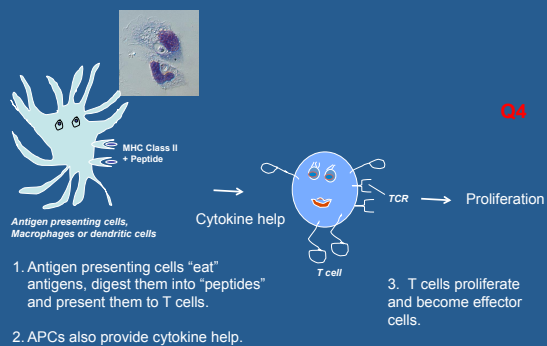 Q4
MHC Class II
+ Peptide
Antigen presenting cells,
Macrophages or dendritic cells
Cytokine help
TCR
T cell
Proliferation
1. Antigen presenting cells “eat”
antigens, digest them into “peptides”
and present them to T cells.
2. APCs also provide cytokine help.
3. T cells proliferate
and become effector
cells.